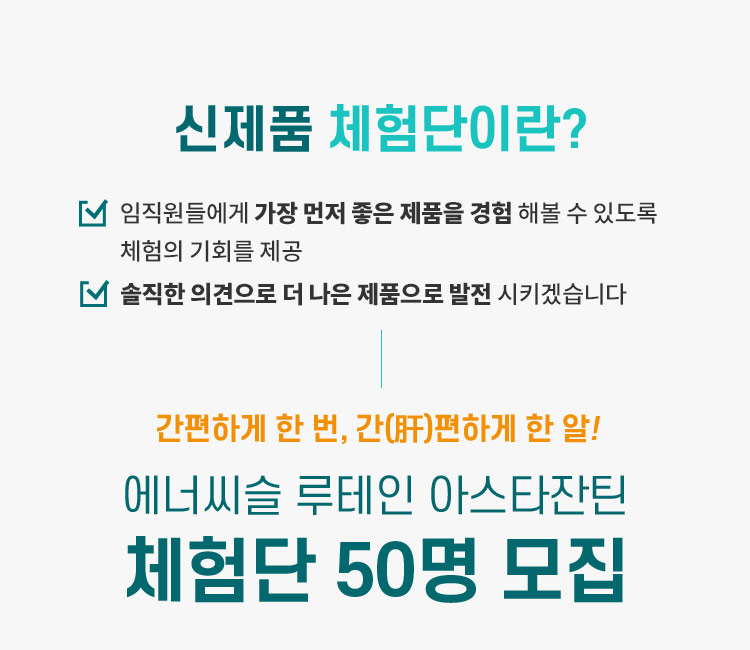 신제품 체험단이란?
임직원들에게 가장 먼저 좋은 제품을 경험 해볼 수 있도록
체험의 기회를 제공
솔직한 의견으로 더 나은 제품으로 발전 시키겠습니다
간편하게 한 번, 간(肝)편하게 한 알!
에너씨슬 루테인 아스타잔틴
체험단 50명 모집